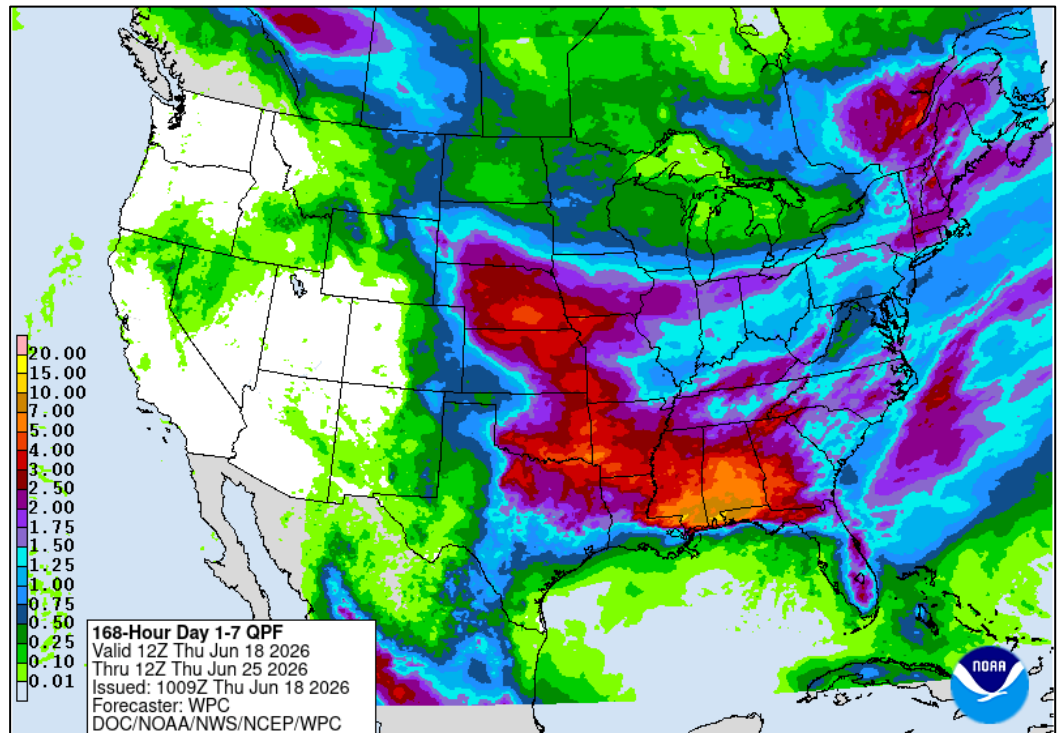 20.00
15.00
10.00
7.00
5.00
4.00
3.00
2.50
2.00
1.75
1.50
1.25
1.00
0.75
0.50
0.25
0.10
0.01
168-Hour Day 1-7 QPF
Valid 12Z Thu Jun 18 2026
Thru 12Z Thu Jun 25 2026
Issued: 1009Z Thu Jun 18 2026
Forecaster: WPC
DOC/NOAA/NWS/NCEP/WPC
NOAA